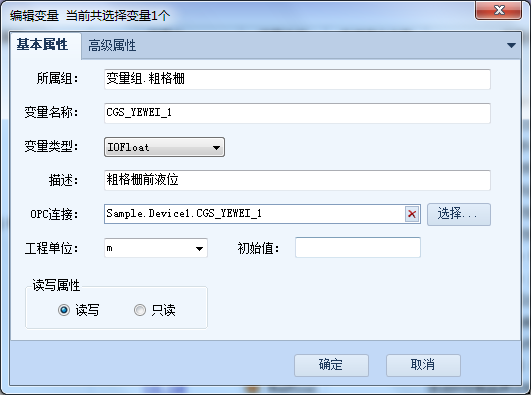 编辑变量 当前共选择变量1个
基本属性 高级属性
所属组： 变量组.粗格栅
变量名称： CGS_YEWEI_1
变量类型： IOFloat
描述： 粗格栅前液位
OPC连接： Sample.Device1.CGS_YEWEI_1 选择...
工程单位： m 初始值：
读写属性
读写 只读
确定 取消